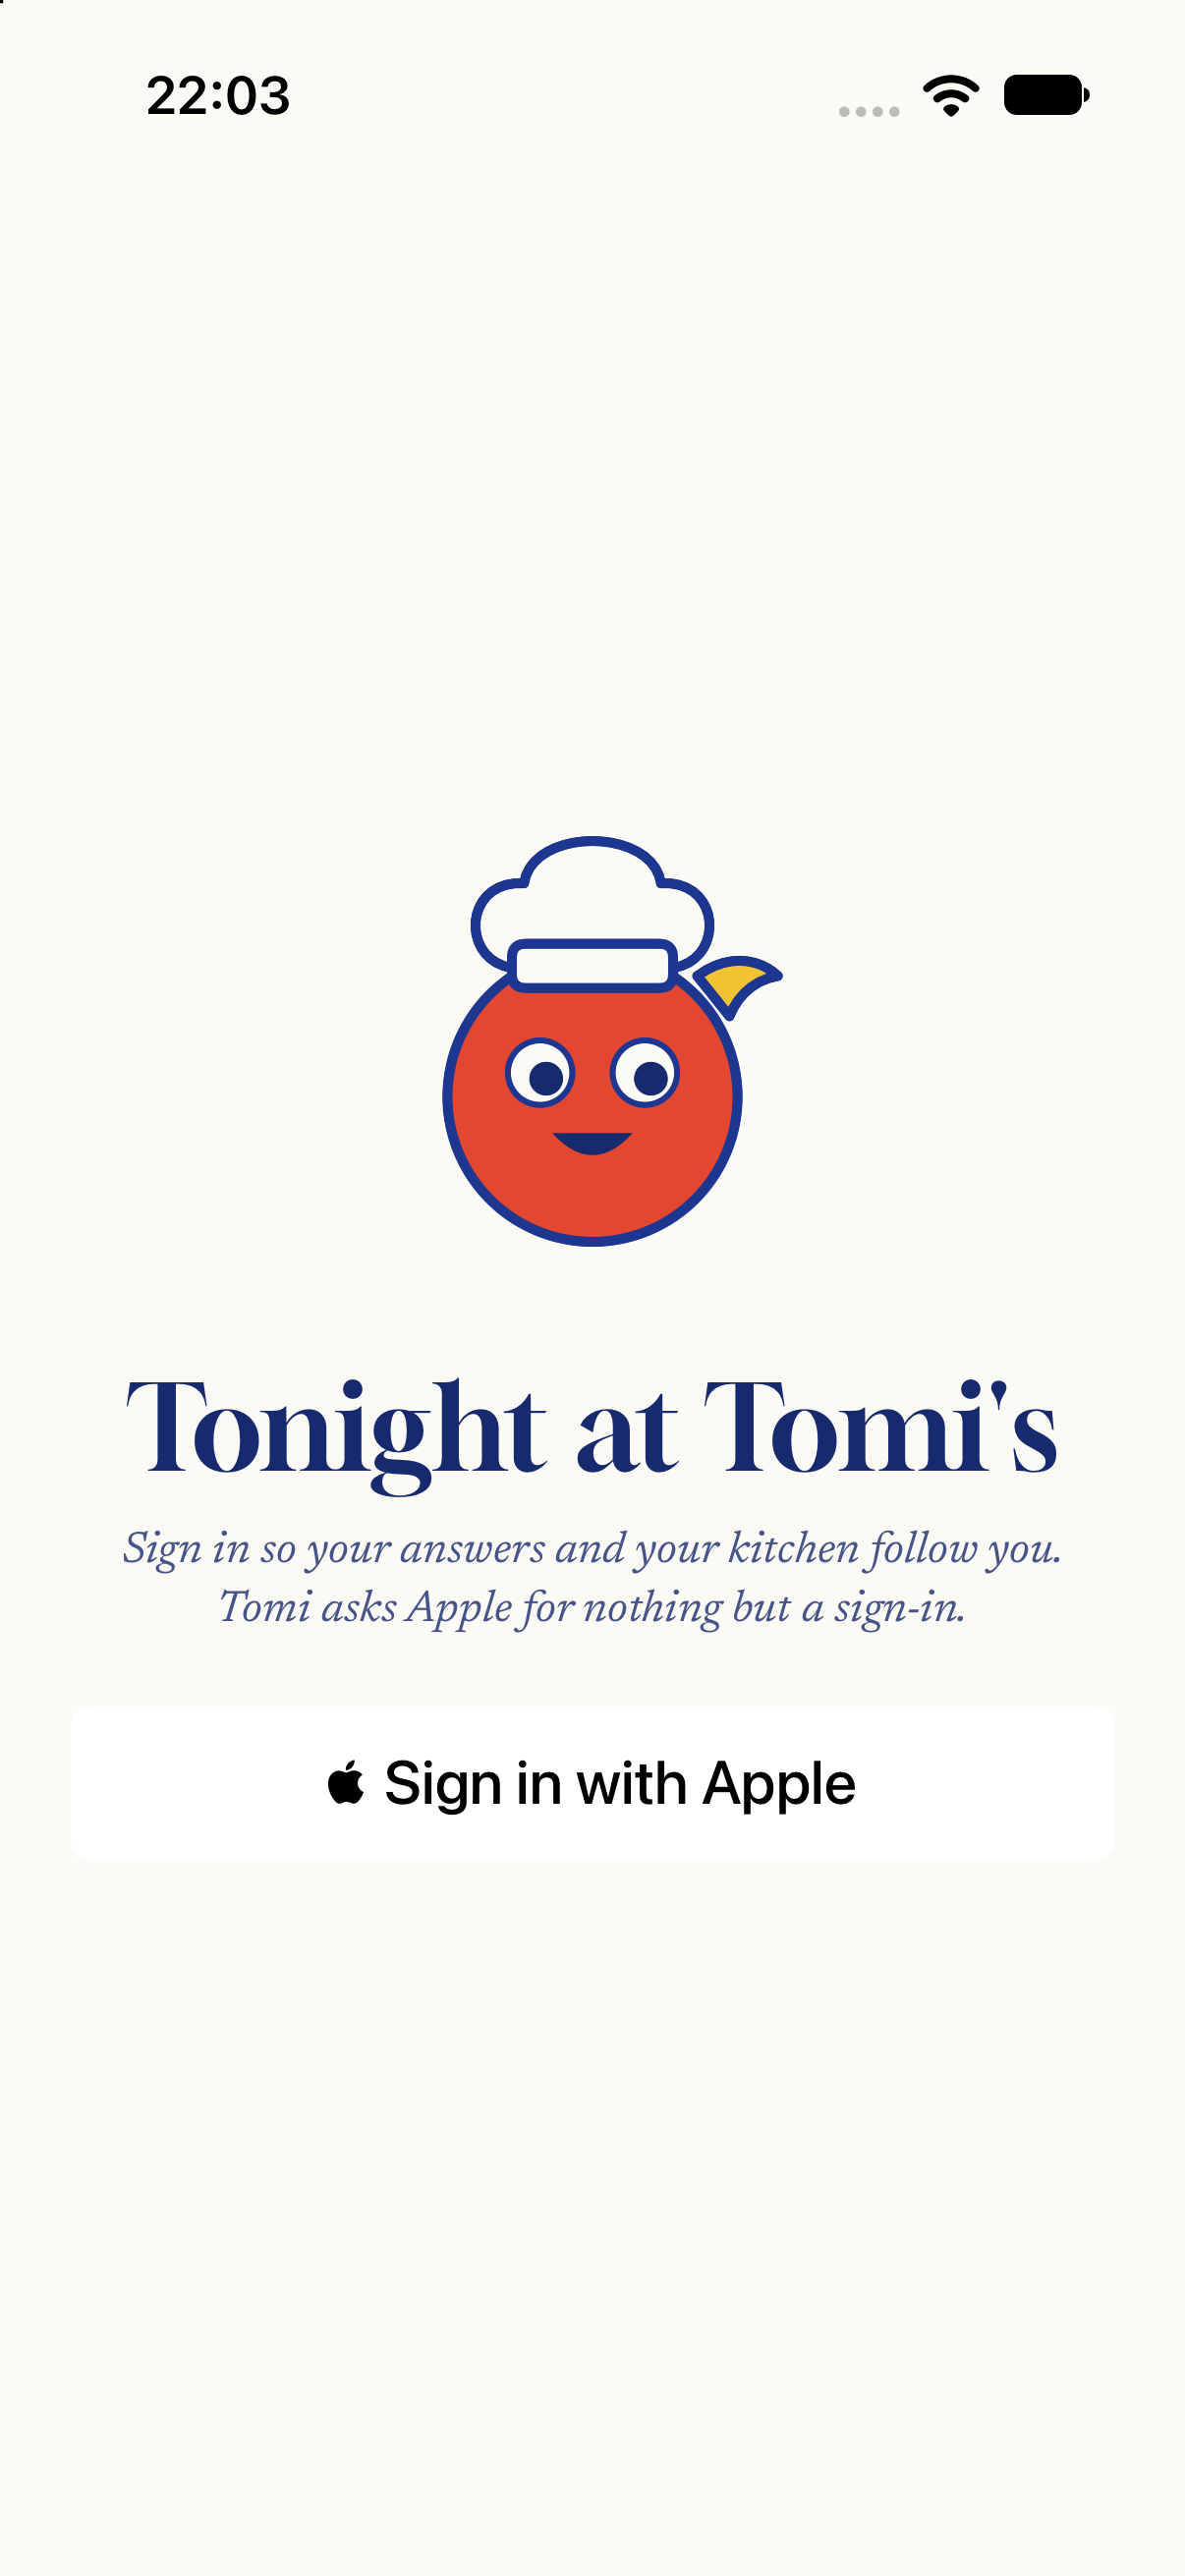 22:03
Tonight at Tomi's
Sign in so your answers and your kitchen follow you.
Tomi asks Apple for nothing but a sign-in.
Sign in with Apple